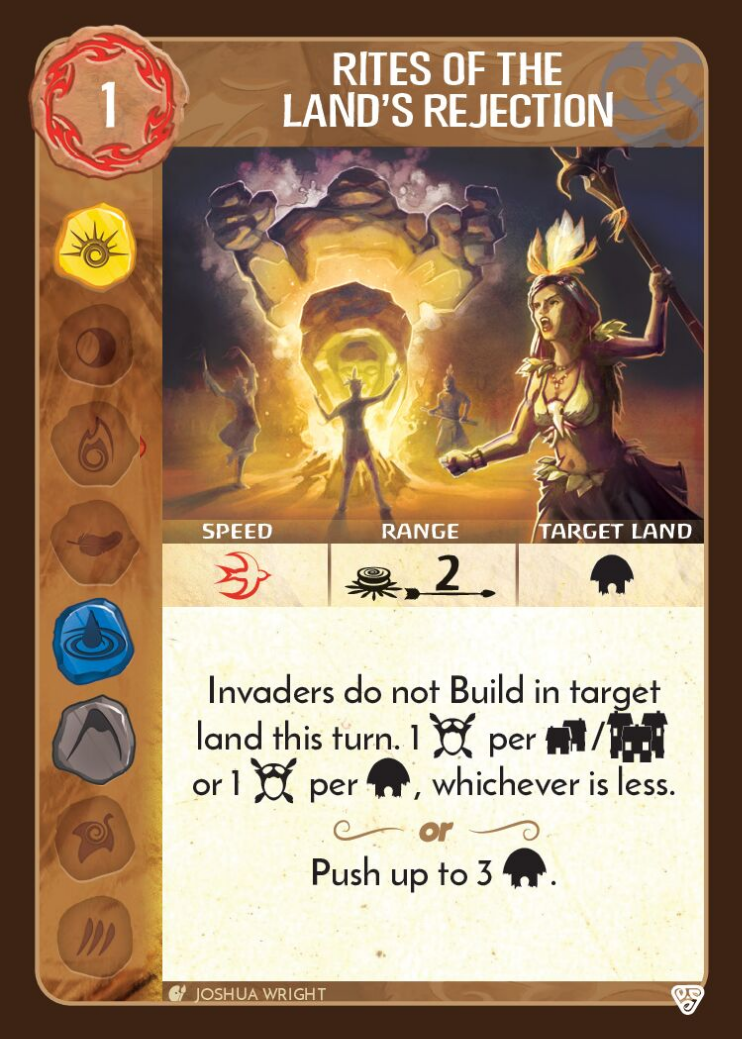 1
RITES OF THE
LAND'S REJECTION
SPEED RANGE TARGET LAND
2
Invaders do not Build in target
land this turn. 1 per /
or 1 per , whichever is less.
or
Push up to 3 .
JOSHUA WRIGHT